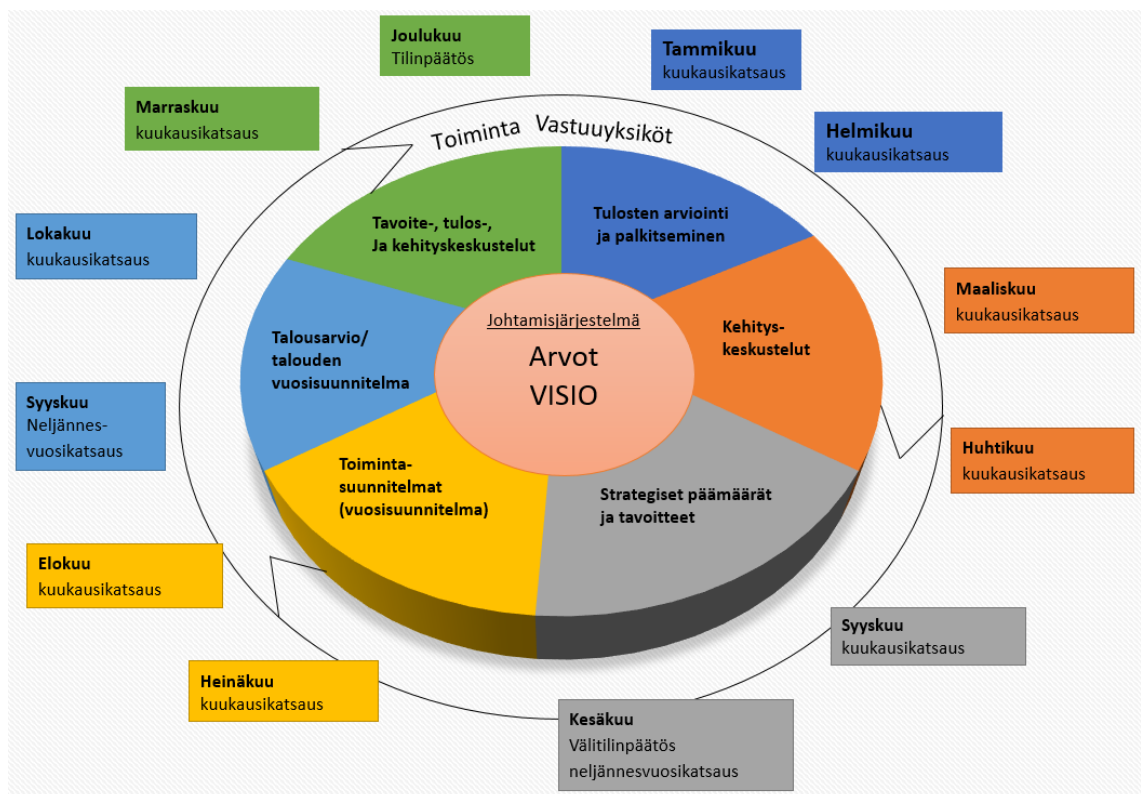 Joulukuu
Tilinpäätös
Tammikuu
kuukausikatsaus
Marraskuu
kuukausikatsaus
Helmikuu
kuukausikatsaus
Toiminta Vastuuyksiköt
Lokakuu
kuukausikatsaus
Tavoite-, tulos-,
Ja kehityskeskustelut
Tulosten arviointi
ja palkitseminen
Maaliskuu
kuukausikatsaus
Talousarvio/
talouden
vuosisuunnitelma
Johtamisjärjestelmä
Arvot
VISIO
Kehitys-
keskustelut
Syyskuu
Neljännes-
vuosikatsaus
Huhtikuu
kuukausikatsaus
Toiminta-
suunnitelmat
(vuosisuunnitelma)
Strategiset päämäärät
ja tavoitteet
Elokuu
kuukausikatsaus
Syyskuu
kuukausikatsaus
Heinäkuu
kuukausikatsaus
Kesäkuu
Välitilinpäätös
neljännesvuosikatsaus